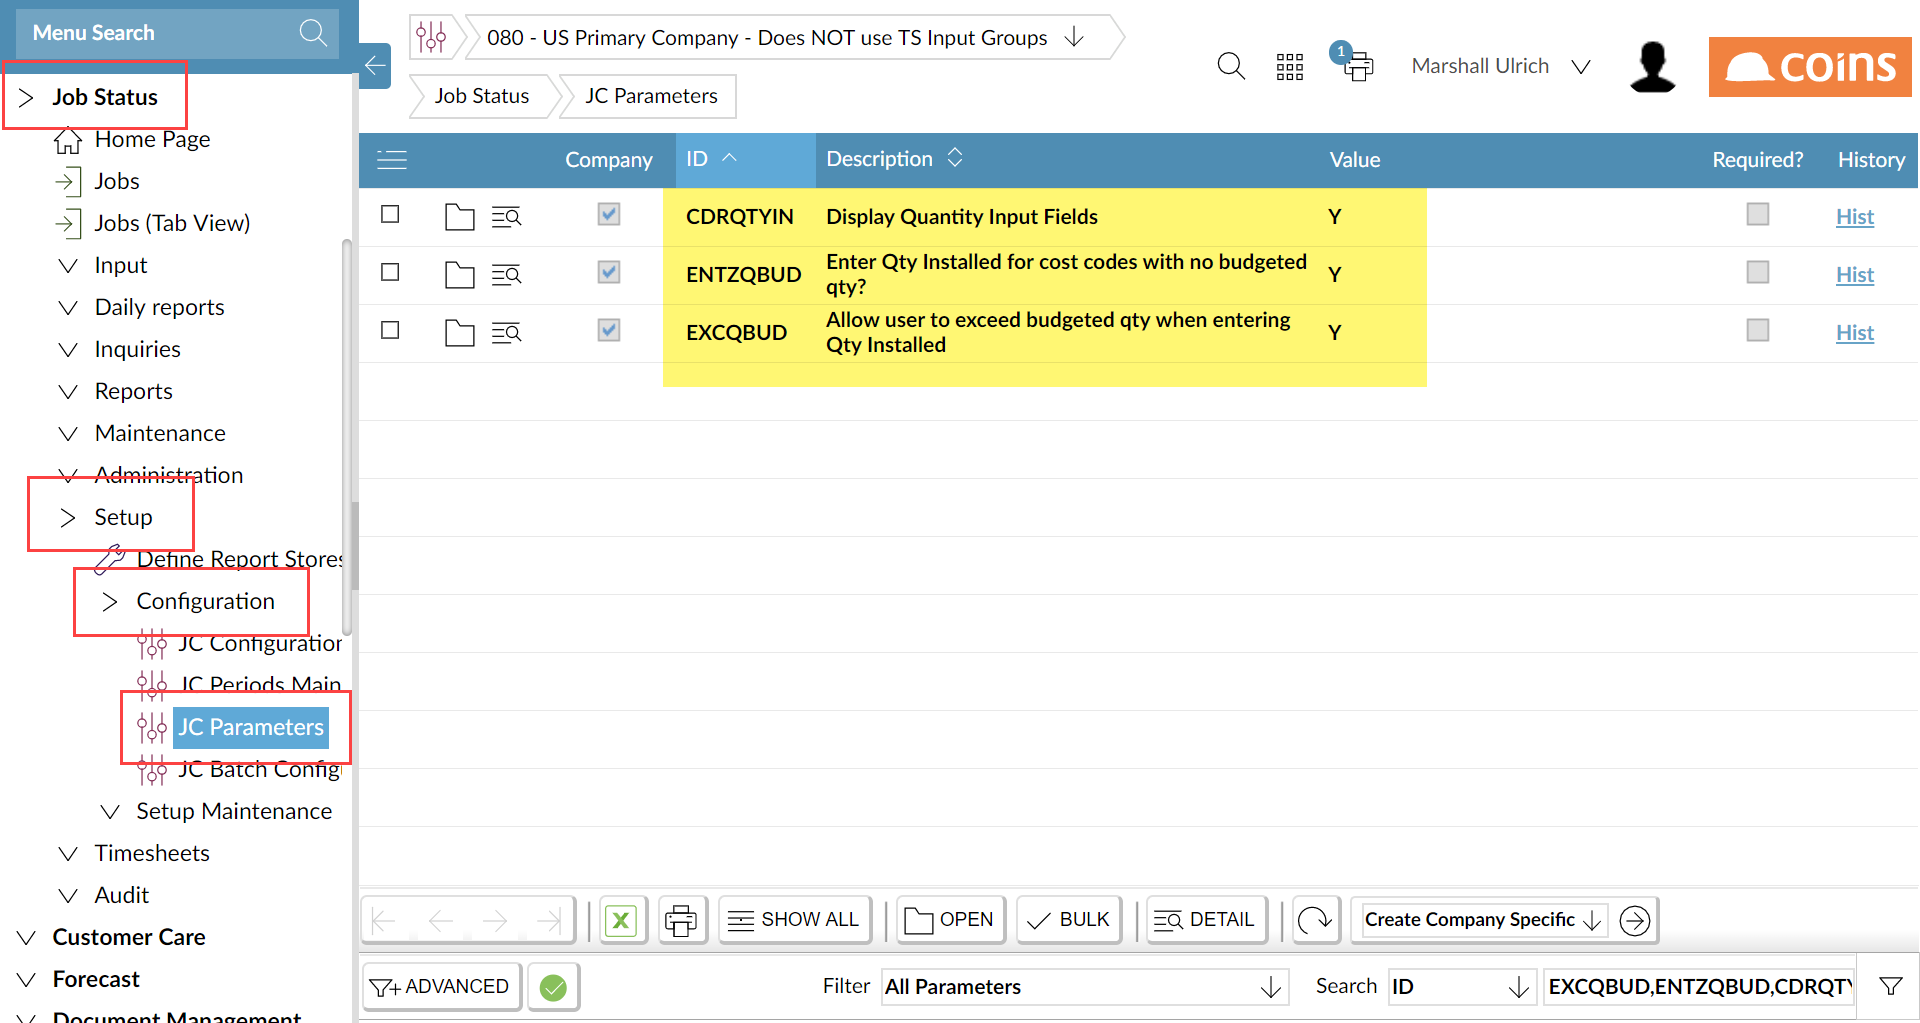 Menu Search
Job Status
Home Page
Jobs
Jobs (Tab View)
Input
Daily reports
Inquiries
Reports
Maintenance
Administration
Setup
Define Report Stores
Configuration
JC Configuration
JC Periods Main
JC Parameters
JC Batch Config
Setup Maintenance
Timesheets
Audit
Customer Care
Forecast
Document Management
080 - US Primary Company - Does NOT use TS Input Groups
Job Status
JC Parameters
1
Marshall Ulrich
coins
Company ID Description Value Required? History
CDRQTYIN Display Quantity Input Fields Y Hist
ENTZQBUD Enter Qty Installed for cost codes with no budgeted
qty? Y Hist
EXCQBUD Allow user to exceed budgeted qty when entering
Qty Installed Y Hist
X SHOW ALL OPEN BULK DETAIL Create Company Specific
ADVANCED Filter All Parameters Search ID EXCQBUD,ENTZQBUD,CDRQTY